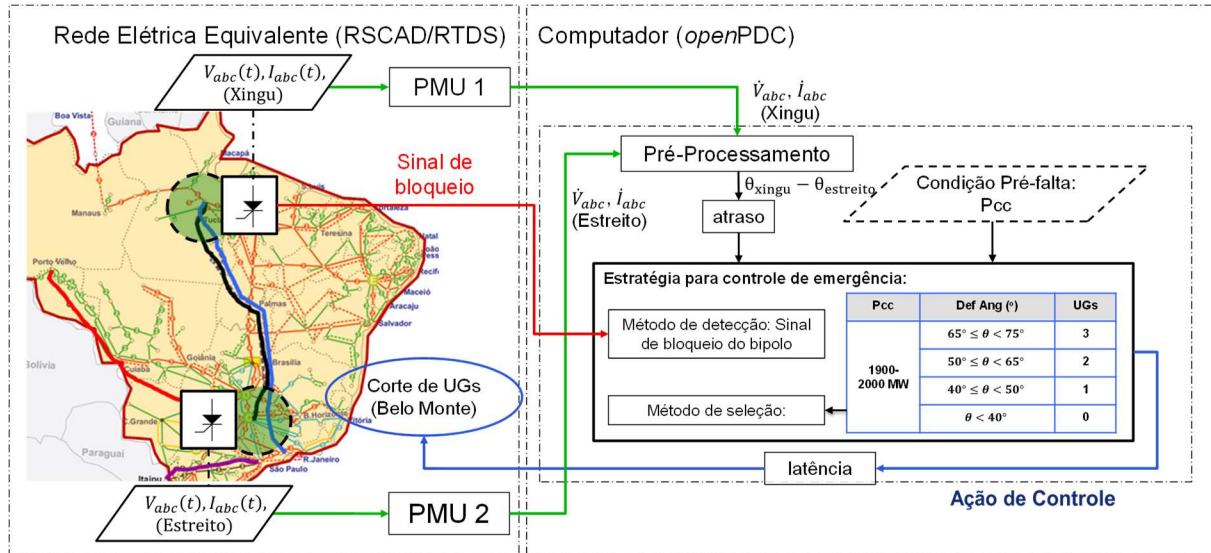 Rede Elétrica Equivalente (RSCAD/RTDS)
V_abc(t), I_abc(t),
(Xingu)
PMU 1
Sinal de
bloqueio
Guiana
Boa Vista
Macapá
Manaus
Teresina
Porto Velho
Palmas
Maceió
Aracaju
Salvador
Bolívia
Cuiabá
Goiânia
Brasília
C.Grande
B.Horizonte
Vitória
Paraguai
R.Janeiro
São Paulo
Itaipu
Corte de UGs
(Belo Monte)
V_abc(t), I_abc(t),
(Estreito)
PMU 2
Computador (openPDC)
V̇_abc, İ_abc
(Xingu)
Pré-Processamento
θ_xingu − θ_estreito
V̇_abc, İ_abc
(Estreito)
atraso
Condição Pré-falta:
Pcc
Estratégia para controle de emergência:
Método de detecção: Sinal
de bloqueio do bipolo
Método de seleção:
Pcc Def Ang (º) UGs
1900-
2000 MW
65° ≤ θ < 75° 3
50° ≤ θ < 65° 2
40° ≤ θ < 50° 1
θ < 40° 0
latência
Ação de Controle